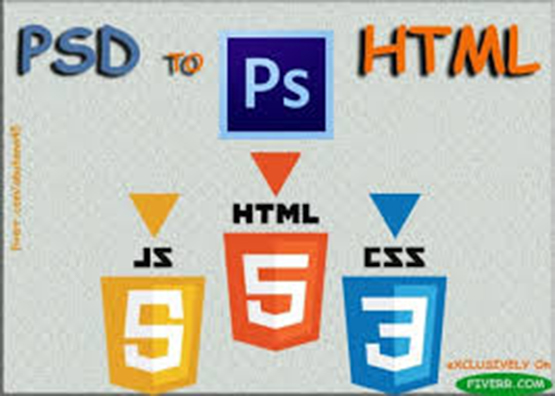 PSD TO HTML
Ps
HTML
JS
CSS
5
5
3
EXCLUSIVELY On
FIVERR.COM